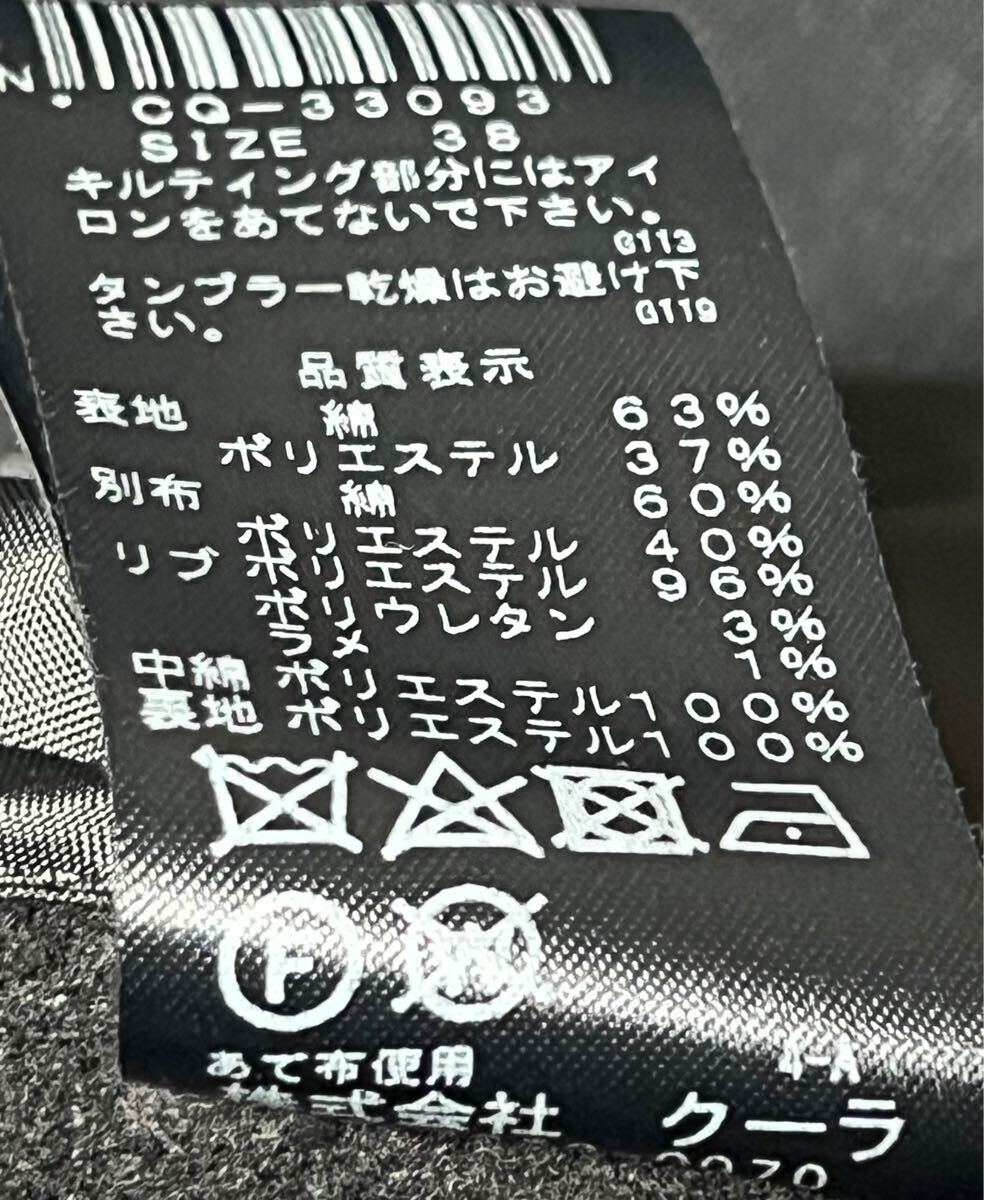 N
CQ-33093
SIZE 38
キルティング部分にはアイ
ロンをあてないで下さい。
G113
タンブラー乾燥はお避け下
さい。
G119
品質表示
表地 綿 63%
ポリエステル 37%
別布 綿 60%
ポリエステル 40%
リブ ポリエステル 96%
ポリウレタン 3%
ラメ 1%
中綿 ポリエステル100%
裏地 ポリエステル100%
F
W
あて布使用
4-A
株式会社 クーラ